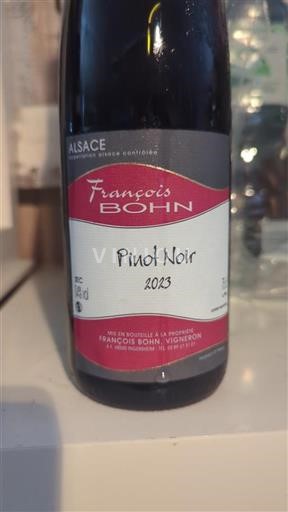 ALSACE
appellation alsace contrôlée
François
BOHN
Pinot Noir
2023
MIS EN BOUTEILLE À LA PROPRIÉTÉ
FRANÇOIS BOHN, VIGNERON